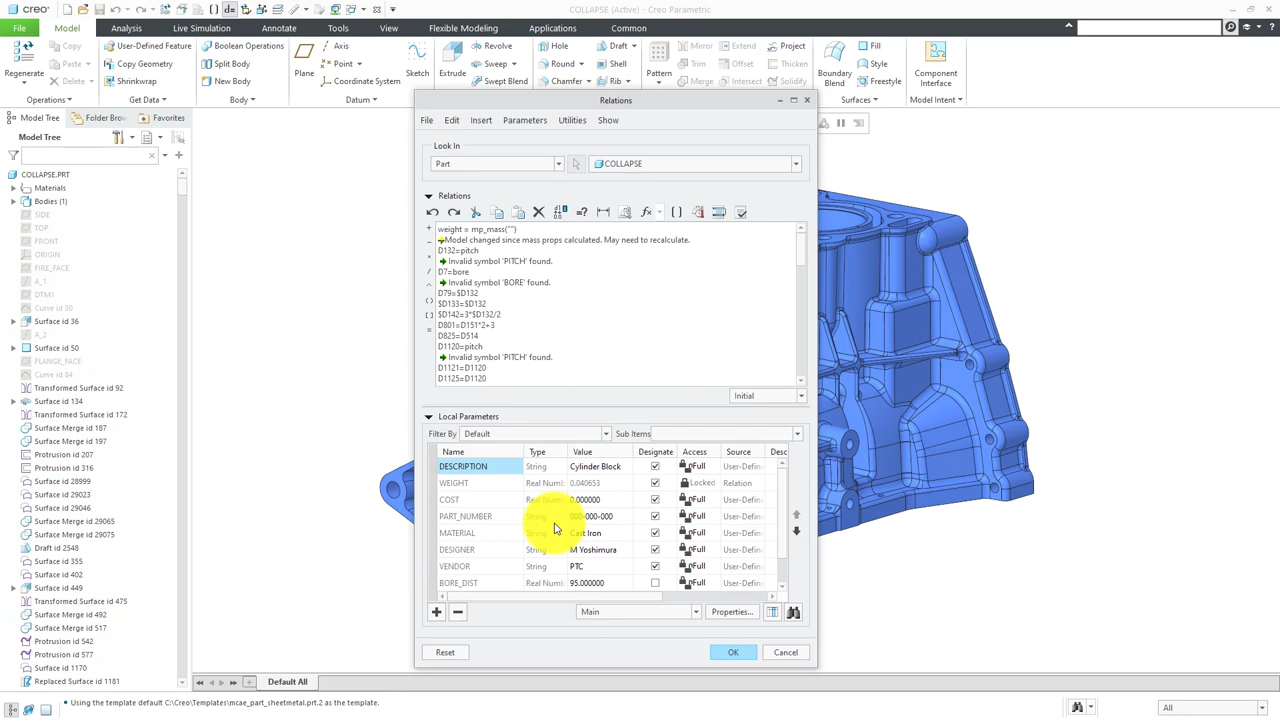 creo
COLLAPSE (Active) - Creo Parametric
File
Model
Analysis
Live Simulation
Annotate
Tools
View
Flexible Modeling
Applications
Common
Regenerate
Copy
Paste
Delete
Operations
User-Defined Feature
Copy Geometry
Shrinkwrap
Get Data
Boolean Operations
Split Body
New Body
Body
Plane
Axis
Point
Coordinate System
Sketch
Datum
Extrude
Revolve
Sweep
Swept Blend
Hole
Round
Chamfer
Draft
Shell
Rib
Pattern
Mirror
Trim
Merge
Extend
Offset
Intersect
Project
Thicken
Solidify
Boundary Blend
Fill
Style
Freestyle
Surfaces
Component Interface
Model Intent
Model Tree
Folder Brow
Favorites
Model Tree
COLLAPSE.PRT
Materials
Bodies (1)
SIDE
TOP
FRONT
ORIGIN
FIRE_FACE
A_1
DTM1
Curve id 30
Surface id 36
A_2
Surface id 50
FLANGE_FACE
Curve id 84
Transformed Surface id 92
Surface id 134
Transformed Surface id 172
Surface Merge id 187
Surface Merge id 197
Protrusion id 207
Protrusion id 316
Surface id 28999
Surface id 29023
Surface id 29046
Surface Merge id 29065
Surface Merge id 29075
Draft id 2548
Surface id 355
Surface id 402
Surface id 449
Transformed Surface id 475
Surface Merge id 492
Surface Merge id 517
Protrusion id 542
Protrusion id 577
Surface id 1170
Replaced Surface id 1181
Relations
File
Edit
Insert
Parameters
Utilities
Show
Look In
Part
COLLAPSE
Relations
weight = mp_mass("")
Model changed since mass props calculated. May need to recalculate.
D132=pitch
Invalid symbol 'PITCH' found.
D7=bore
Invalid symbol 'BORE' found.
D79=$D132
$D133=$D132
$D142=3*$D132/2
D801=D151*2+3
D825=D514
D1120=pitch
Invalid symbol 'PITCH' found.
D1121=D1120
D1125=D1120
Initial
Local Parameters
Filter By Default Sub Items
Name Type Value Designate Access Source Desc
DESCRIPTION String Cylinder Block Full User-Defin
WEIGHT Real Num 0.040653 Locked Relation
COST Real Num 0.000000 Full User-Defin
PART_NUMBER String 000-000-000 Full User-Defin
MATERIAL String Cast Iron Full User-Defin
DESIGNER String M Yoshimura Full User-Defin
VENDOR String PTC Full User-Defin
BORE_DIST Real Num 95.000000 Full User-Defin
Main
Properties...
Reset
OK
Cancel
Default All
• Using the template default C:\Creo\Templates\mcae_part_sheetmetal.prt.2 as the template.
All